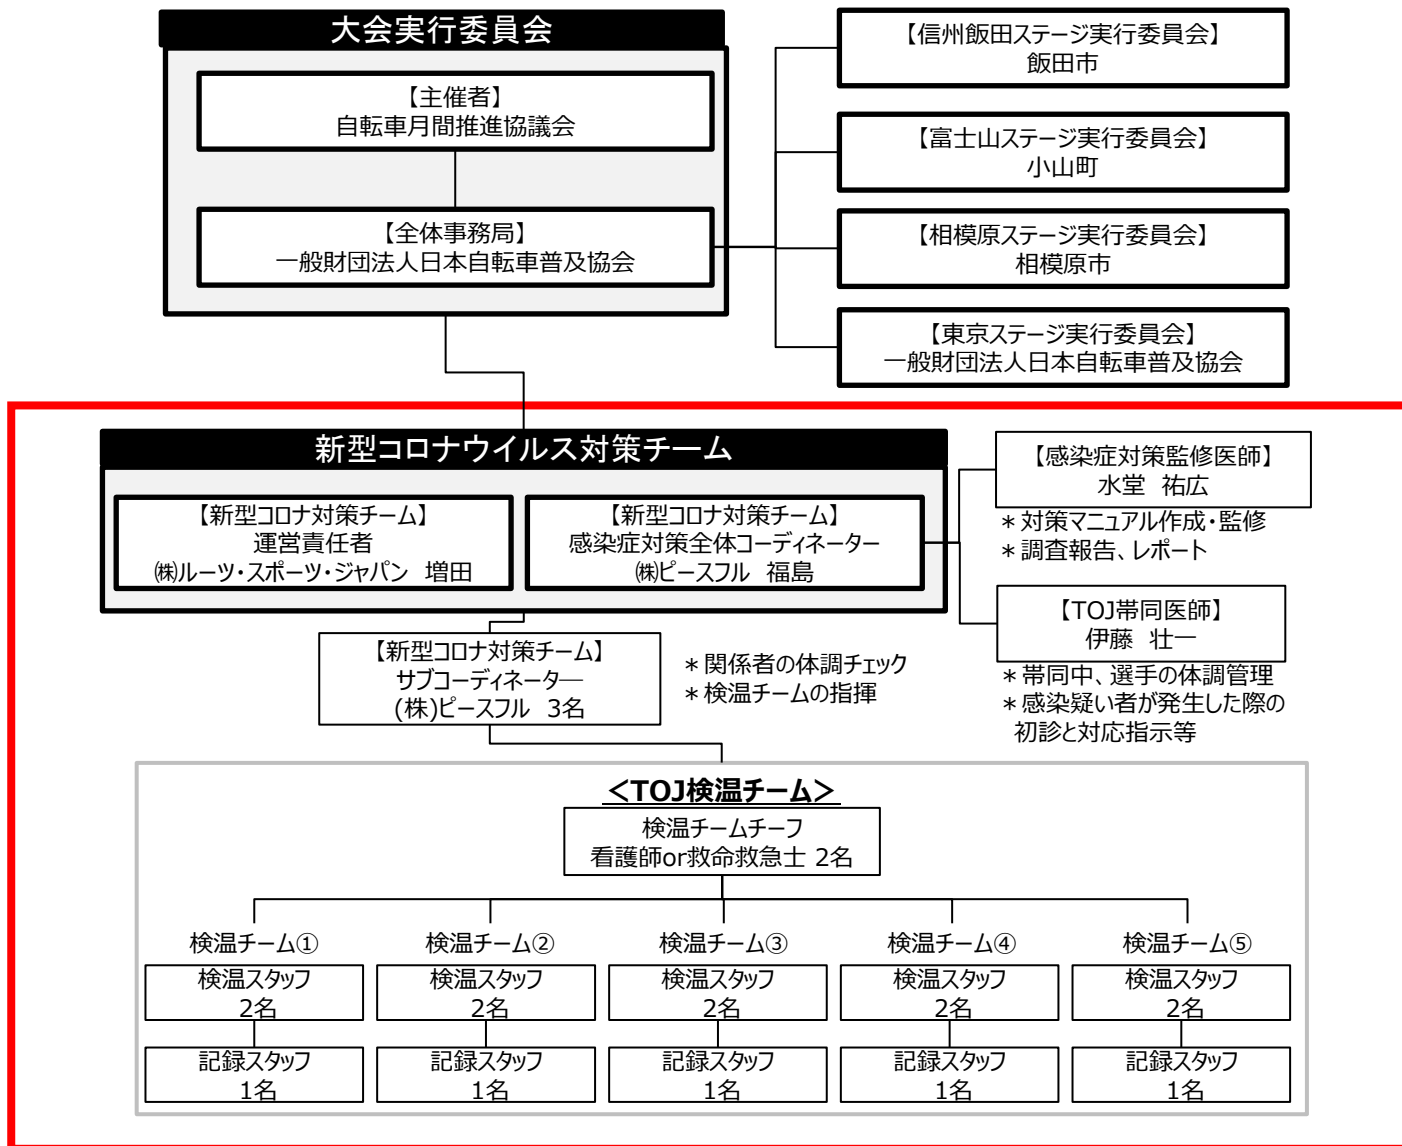 大会実行委員会
【主催者】
自転車月間推進協議会
【全体事務局】
一般財団法人日本自転車普及協会
【信州飯田ステージ実行委員会】
飯田市
【富士山ステージ実行委員会】
小山町
【相模原ステージ実行委員会】
相模原市
【東京ステージ実行委員会】
一般財団法人日本自転車普及協会
新型コロナウイルス対策チーム
【新型コロナ対策チーム】
運営責任者
㈱ルーツ・スポーツ・ジャパン 増田
【新型コロナ対策チーム】
感染症対策全体コーディネーター
㈱ピースフル 福島
【感染症対策監修医師】
水堂 祐広
＊対策マニュアル作成・監修
＊調査報告、レポート
【TOJ帯同医師】
伊藤 壮一
＊帯同中、選手の体調管理
＊感染疑い者が発生した際の
初診と対応指示等
【新型コロナ対策チーム】
サブコーディネータ―
(株)ピースフル 3名
＊関係者の体調チェック
＊検温チームの指揮
＜TOJ検温チーム＞
検温チームチーフ
看護師or救命救急士 2名
検温チーム①
検温スタッフ
2名
記録スタッフ
1名
検温チーム②
検温スタッフ
2名
記録スタッフ
1名
検温チーム③
検温スタッフ
2名
記録スタッフ
1名
検温チーム④
検温スタッフ
2名
記録スタッフ
1名
検温チーム⑤
検温スタッフ
2名
記録スタッフ
1名